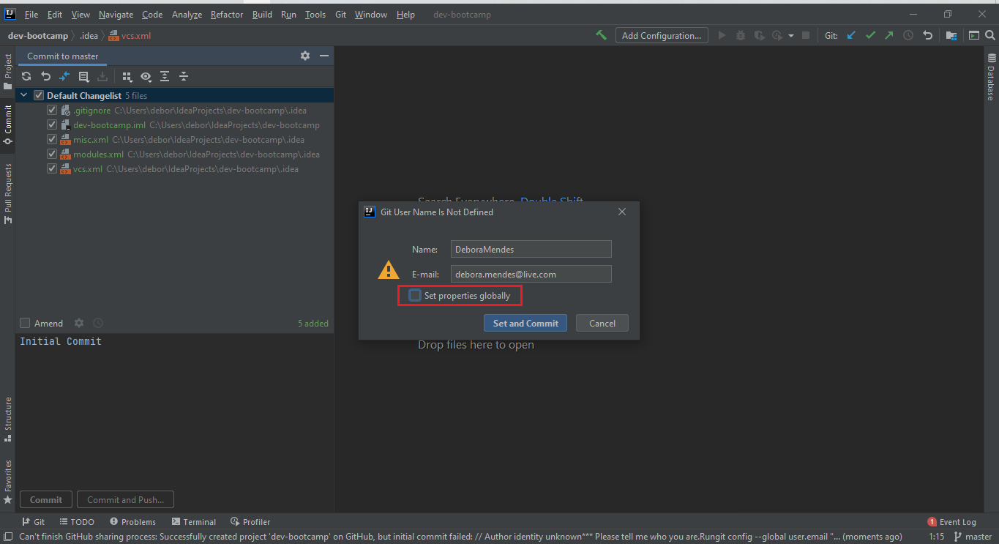 File Edit View Navigate Code Analyze Refactor Build Run Tools Git Window Help dev-bootcamp
dev-bootcamp .idea vcs.xml Add Configuration... Git:
Project
Commit
Pull Requests
Structure
Favorites
Commit to master
Default Changelist 5 files
.gitignore C:\Users\debor\IdeaProjects\dev-bootcamp\.idea
dev-bootcamp.iml C:\Users\debor\IdeaProjects\dev-bootcamp
misc.xml C:\Users\debor\IdeaProjects\dev-bootcamp\.idea
modules.xml C:\Users\debor\IdeaProjects\dev-bootcamp\.idea
vcs.xml C:\Users\debor\IdeaProjects\dev-bootcamp\.idea
Amend 5 added
Initial Commit
Commit Commit and Push...
Search Everywhere Double Shift
Git User Name Is Not Defined
Name: DeboraMendes
E-mail: debora.mendes@live.com
Set properties globally
Set and Commit Cancel
Drop files here to open
Database
Git TODO Problems Terminal Profiler 1 Event Log
Can't finish GitHub sharing process: Successfully created project 'dev-bootcamp' on GitHub, but initial commit failed: // Author identity unknown*** Please tell me who you are.Rungit config --global user.email "... (moments ago) 1:15 master